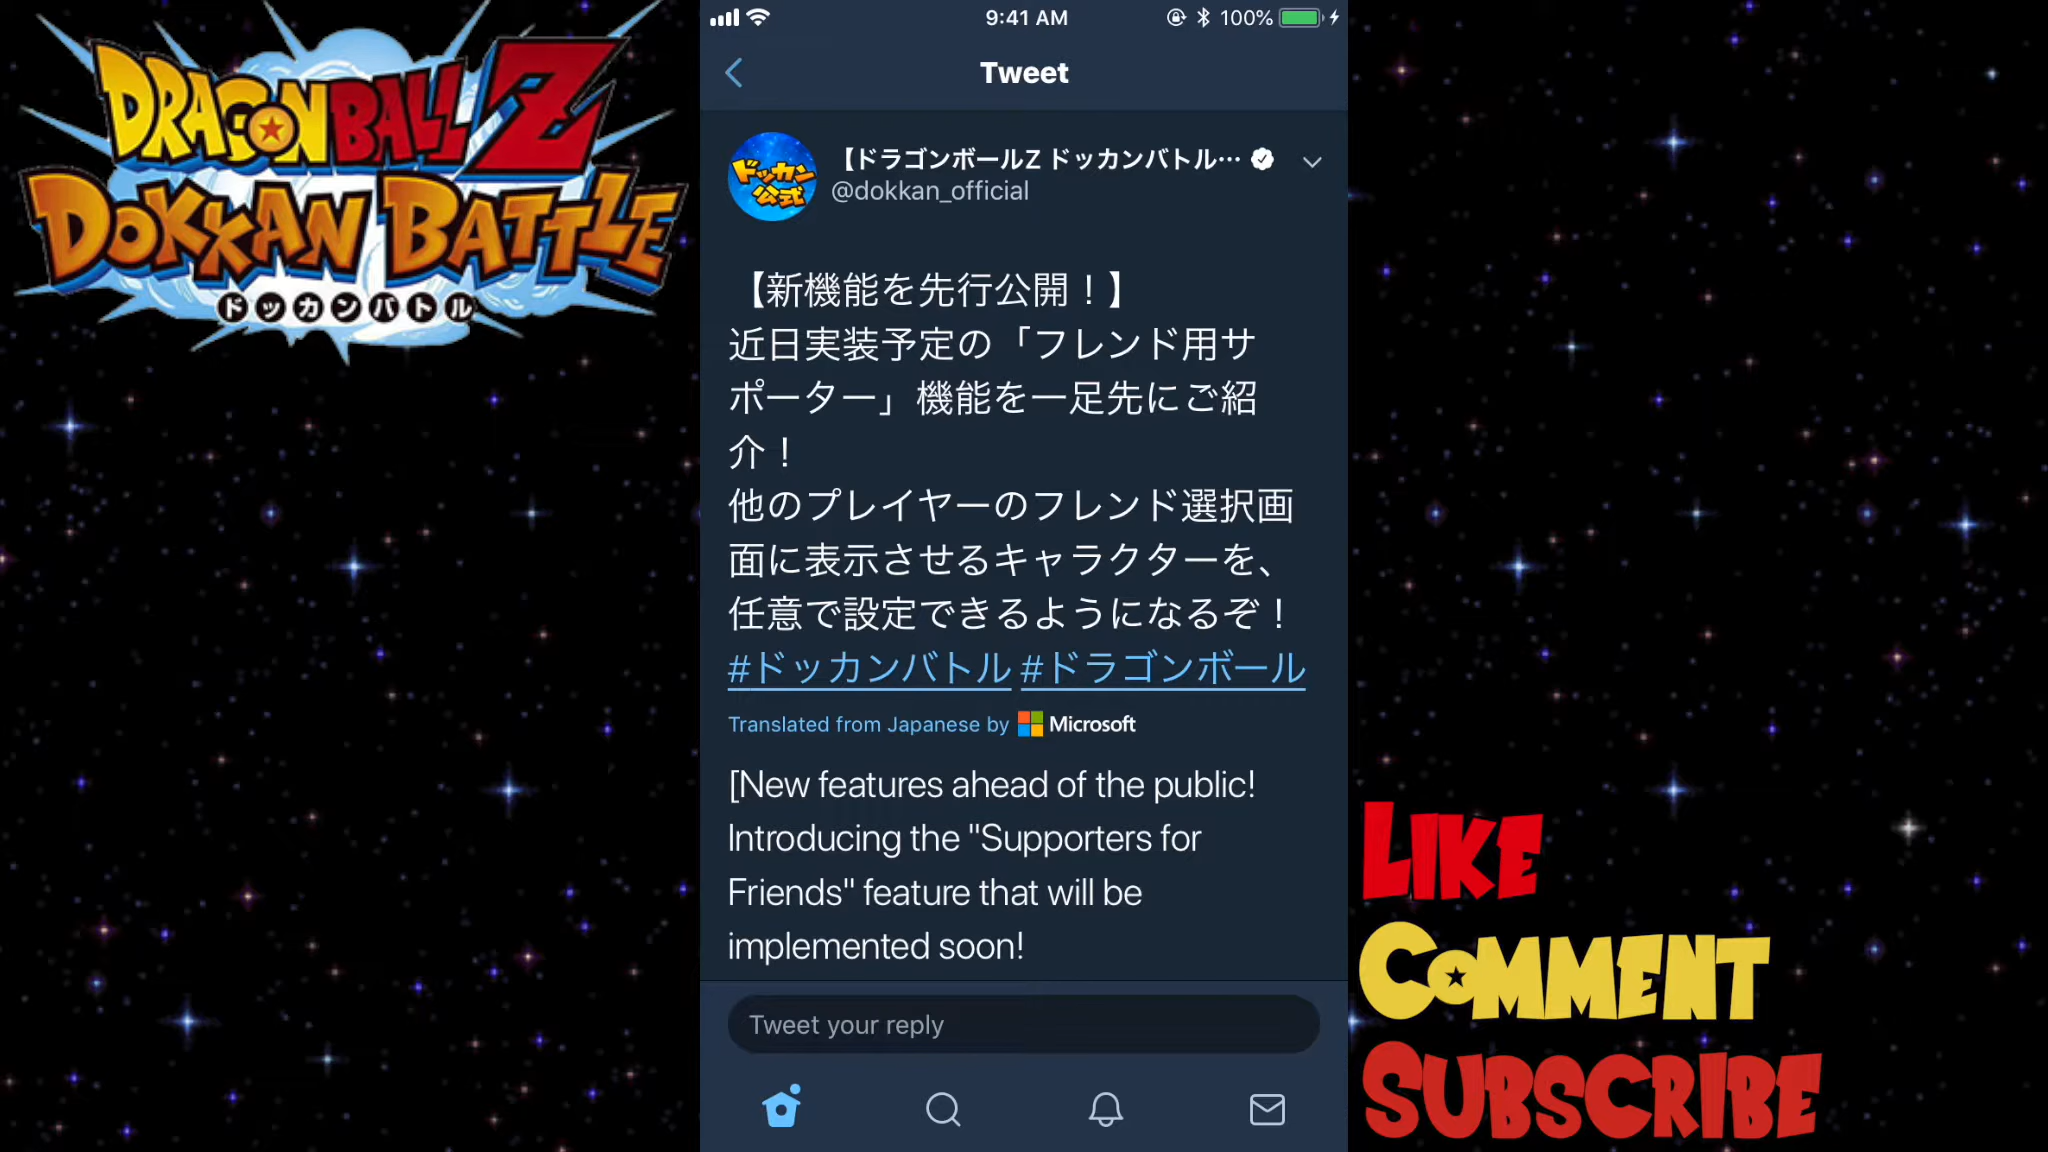 DRAGON BALL Z
DOKKAN BATTLE
ドッカンバトル
9:41 AM
100%
Tweet
【ドラゴンボールZ ドッカンバトル…
@dokkan_official
ドッカン
公式
【新機能を先行公開！】
近日実装予定の「フレンド用サ
ポーター」機能を一足先にご紹
介！
他のプレイヤーのフレンド選択画
面に表示させるキャラクターを、
任意で設定できるようになるぞ！
#ドッカンバトル #ドラゴンボール
Translated from Japanese by Microsoft
[New features ahead of the public!
Introducing the "Supporters for
Friends" feature that will be
implemented soon!
Tweet your reply
LIKE
COMMENT
SUBSCRIBE